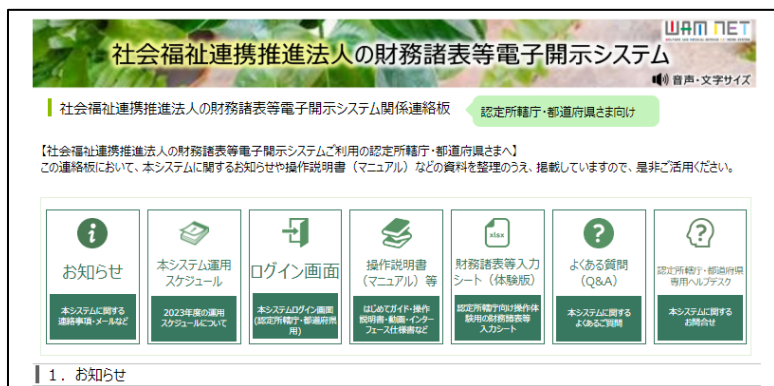 WAM NET
社会福祉連携推進法人の財務諸表等電子開示システム
音声・文字サイズ
社会福祉連携推進法人の財務諸表等電子開示システム関係連絡板
認定所轄庁・都道府県さま向け
【社会福祉連携推進法人の財務諸表等電子開示システムご利用の認定所轄庁・都道府県さまへ】
この連絡板において、本システムに関するお知らせや操作説明書（マニュアル）などの資料を整理のうえ、掲載していますので、是非ご活用ください。
お知らせ
本システムに関する
連絡事項・メールなど
本システム運用
スケジュール
2023年度の運用
スケジュールについて
ログイン画面
本システムログイン画面
(認定所轄庁・都道府県
用)
操作説明書
（マニュアル）等
はじめてガイド・操作
説明書・動画・インター
フェース仕様書など
xlsx
財務諸表等入力
シート（体験版）
認定所轄庁向け操作体
験用の財務諸表等
入力シート
よくある質問
（Q&A）
本システムに関する
よくあるご質問
認定所轄庁・都道府県
専用ヘルプデスク
本システムに関する
お問合せ
1．お知らせ